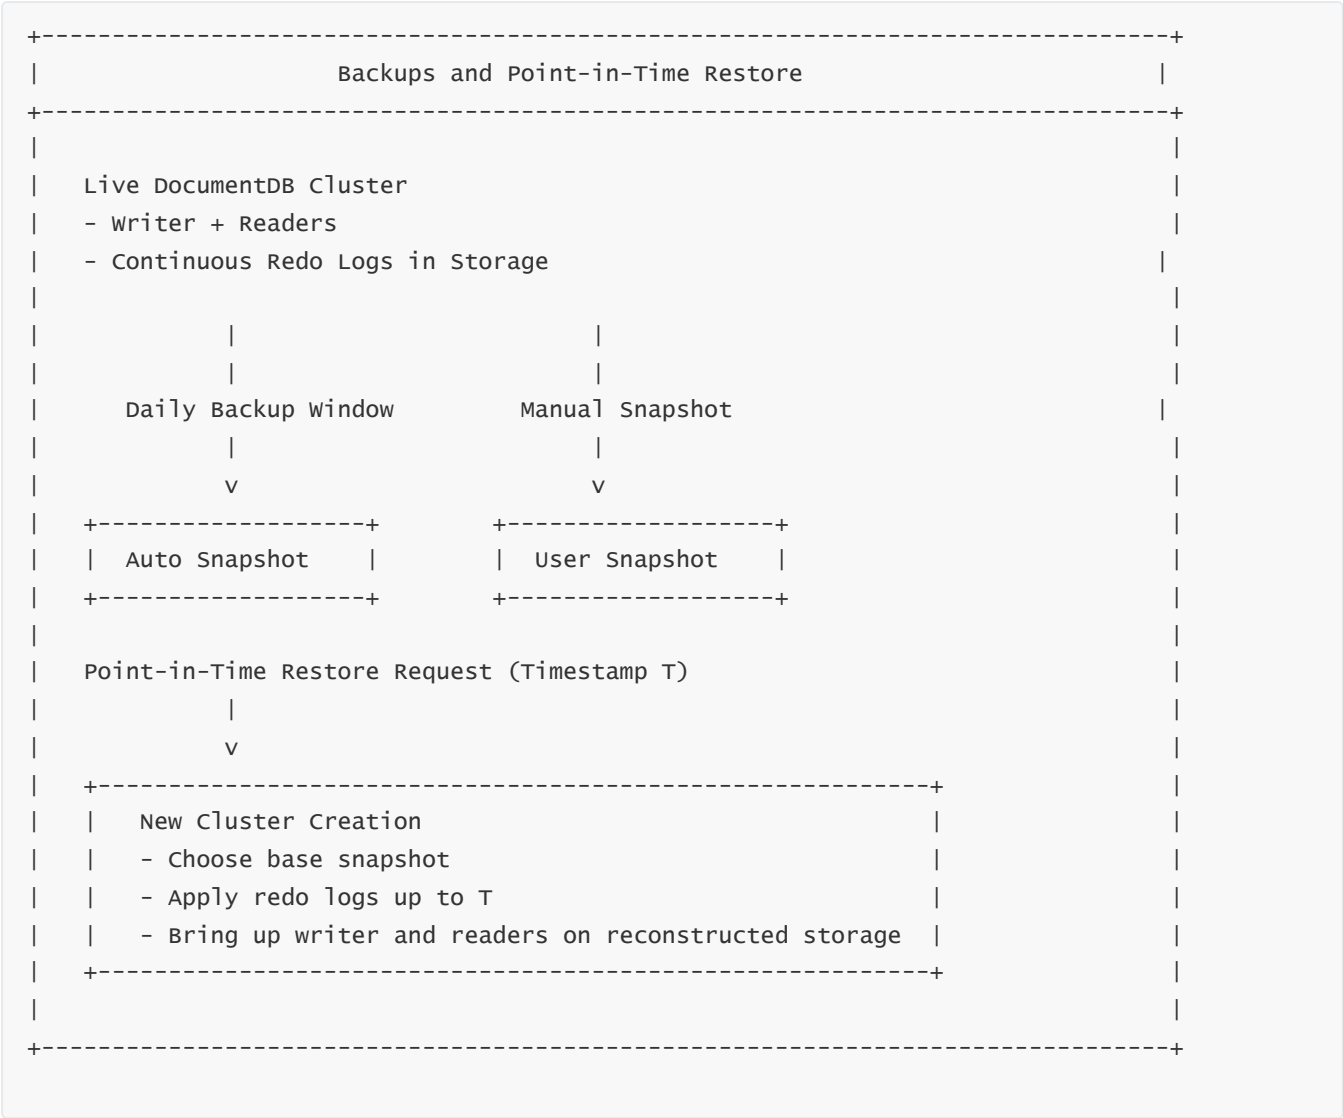 +--------------------------------------------------------------------------------+
|                     Backups and Point-in-Time Restore                         |
+--------------------------------------------------------------------------------+
|                                                                                |
|   Live DocumentDB Cluster                                                      |
|   - Writer + Readers                                                           |
|   - Continuous Redo Logs in Storage                                           |
|                                                                                |
|             |                         |                                        |
|             |                         |                                        |
|      Daily Backup Window         Manual Snapshot                              |
|             |                         |                                        |
|             v                         v                                        |
|   +-------------------+        +-------------------+                           |
|   |  Auto Snapshot    |        |  User Snapshot    |                           |
|   +-------------------+        +-------------------+                           |
|                                                                                |
|   Point-in-Time Restore Request (Timestamp T)                                  |
|             |                                                                  |
|             v                                                                  |
|   +-----------------------------------------------------------+                |
|   |   New Cluster Creation                                    |                |
|   |   - Choose base snapshot                                  |                |
|   |   - Apply redo logs up to T                               |                |
|   |   - Bring up writer and readers on reconstructed storage  |                |
|   +-----------------------------------------------------------+                |
|                                                                                |
+--------------------------------------------------------------------------------+